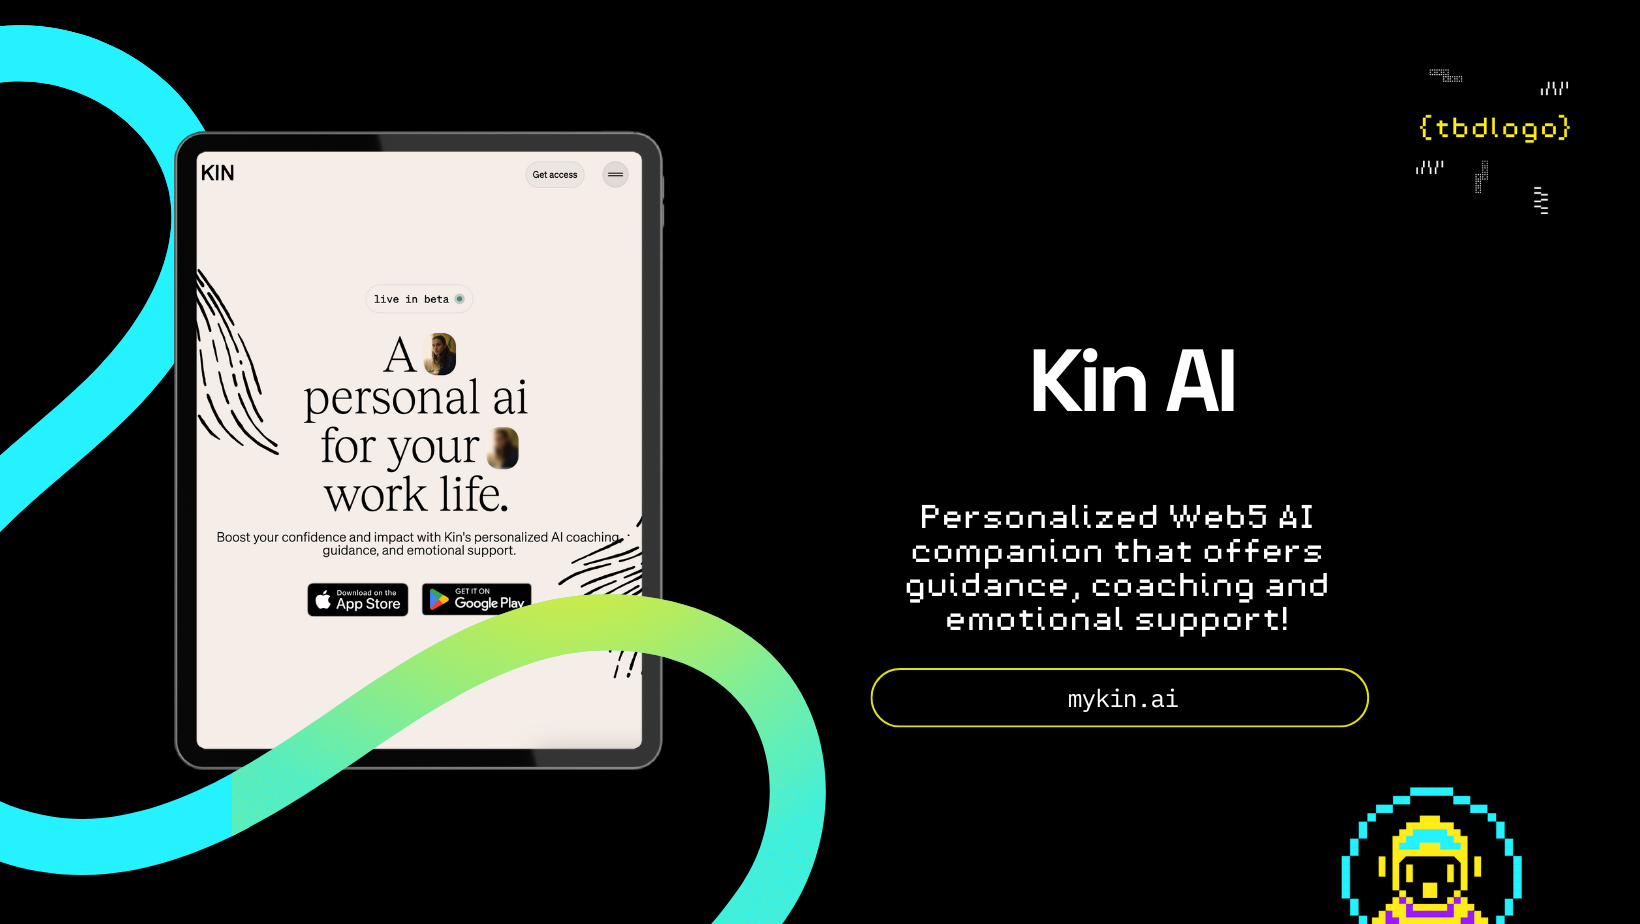 KIN
Get access
live in beta
A
personal ai
for your
work life.
Boost your confidence and impact with Kin's personalized AI coaching,
guidance, and emotional support.
Download on the
App Store
GET IT ON
Google Play
{tbdlogo}
Kin AI
Personalized Web5 AI
companion that offers
guidance, coaching and
emotional support!
mykin.ai